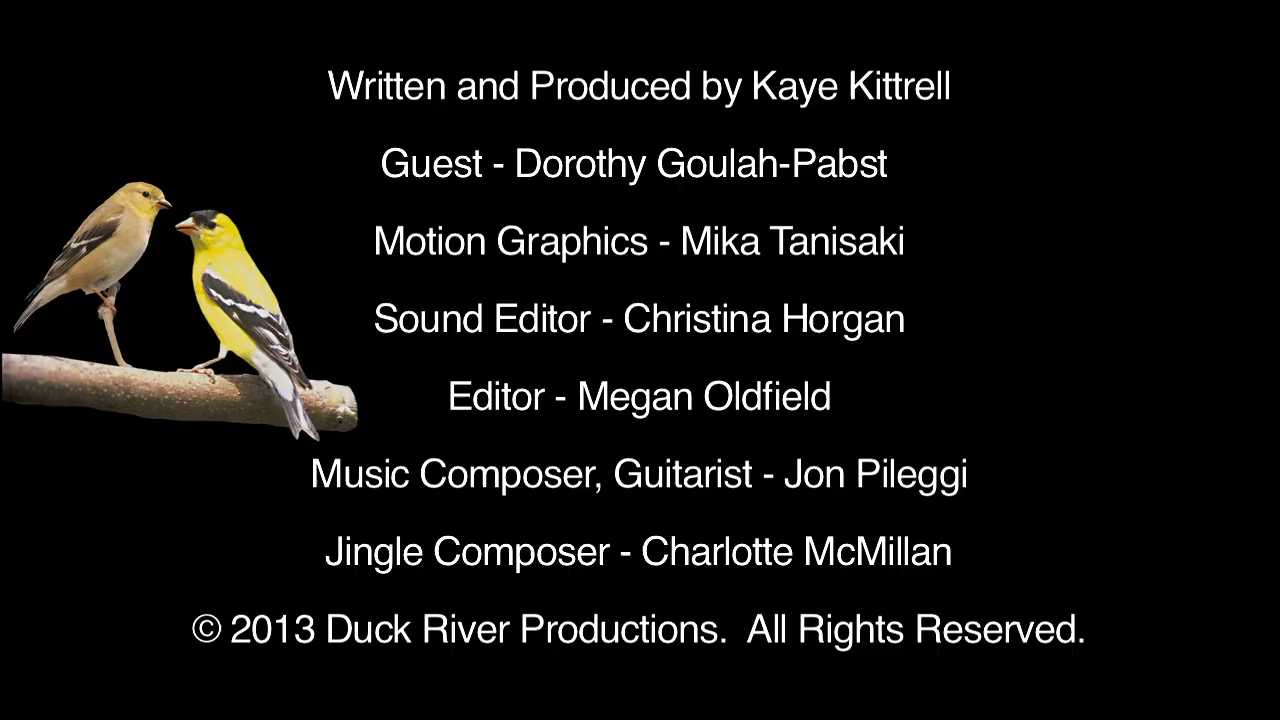 Written and Produced by Kaye Kittrell
Guest - Dorothy Goulah-Pabst
Motion Graphics - Mika Tanisaki
Sound Editor - Christina Horgan
Editor - Megan Oldfield
Music Composer, Guitarist - Jon Pileggi
Jingle Composer - Charlotte McMillan
© 2013 Duck River Productions.  All Rights Reserved.